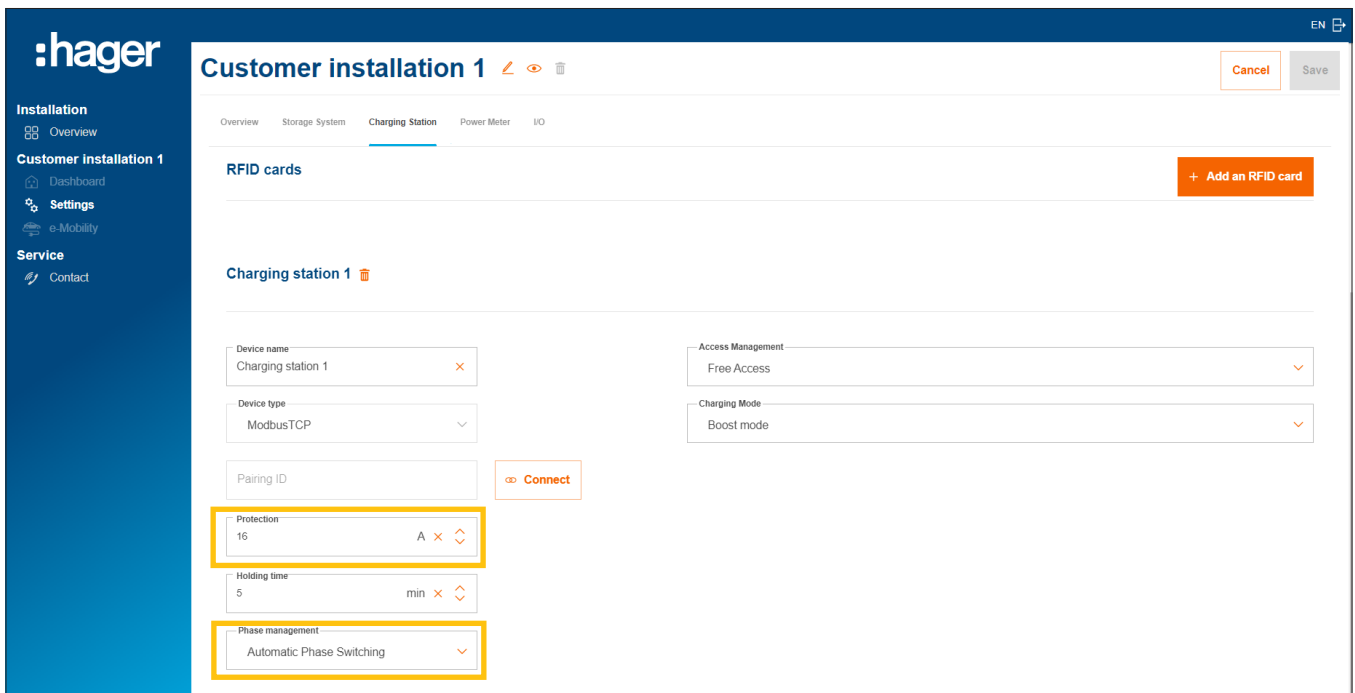 EN
:hager
Customer installation 1
Cancel
Save
Installation
Overview
Customer installation 1
Dashboard
Settings
e-Mobility
Service
Contact
Overview Storage System Charging Station Power Meter I/O
RFID cards
+ Add an RFID card
Charging station 1
Device name
Charging station 1
Access Management
Free Access
Device type
ModbusTCP
Charging Mode
Boost mode
Pairing ID
Connect
Protection
16 A
Holding time
5 min
Phase management
Automatic Phase Switching